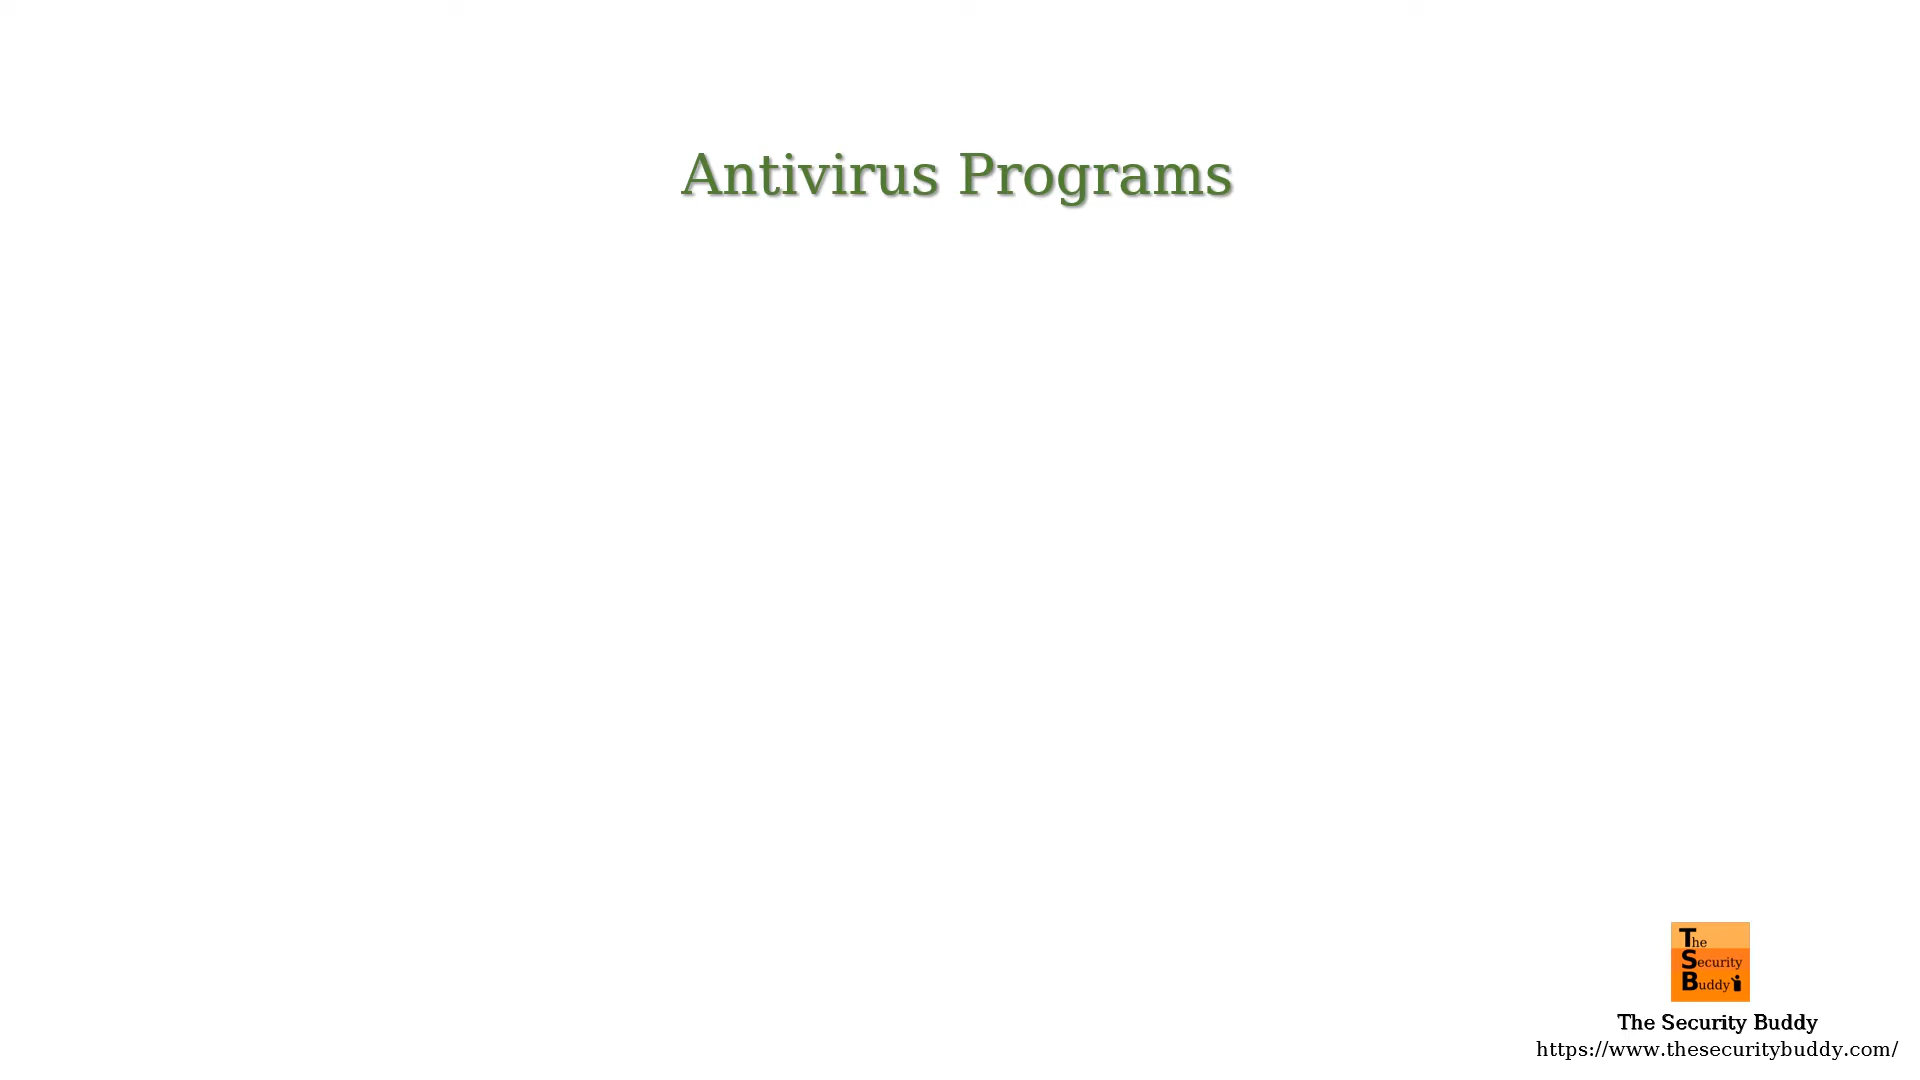 Antivirus Programs
The
Security
Buddy
The Security Buddy
https://www.thesecuritybuddy.com/